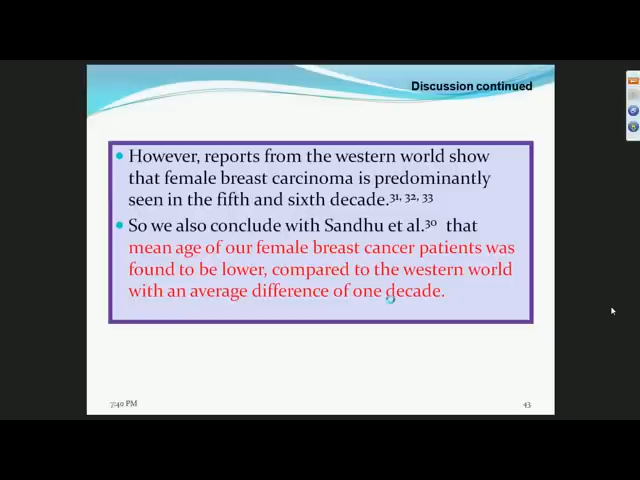 Discussion continued
However, reports from the western world show
that female breast carcinoma is predominantly
seen in the fifth and sixth decade.31, 32, 33
So we also conclude with Sandhu et al.30 that
mean age of our female breast cancer patients was
found to be lower, compared to the western world
with an average difference of one decade.
7:40 PM
43